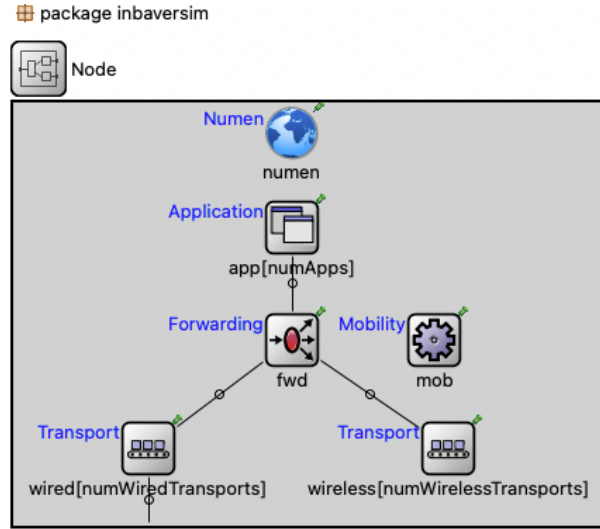 package inbaversim
Node
Numen
numen
Application
app[numApps]
Forwarding
Mobility
fwd
mob
Transport
Transport
wired[numWiredTransports]
wireless[numWirelessTransports]